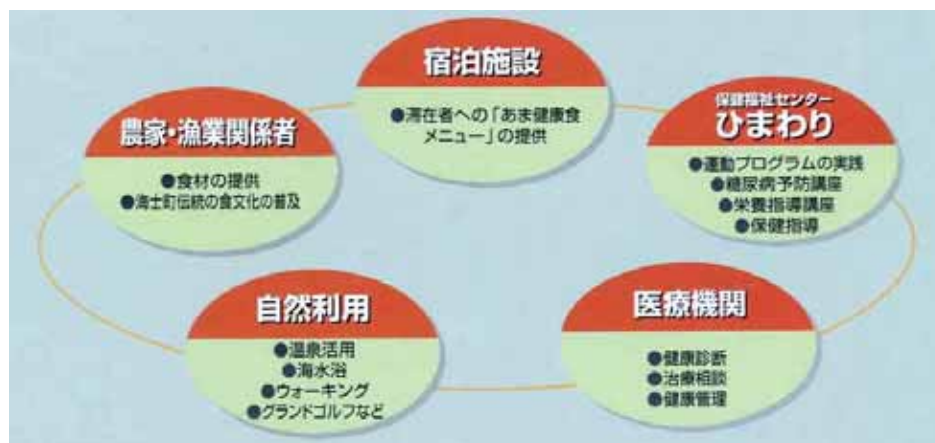 宿泊施設
●滞在者への「あま健康食
メニュー」の提供
農家・漁業関係者
●食材の提供
●海士町伝統の食文化の普及
保健福祉センター
ひまわり
●運動プログラムの実践
●糖尿病予防講座
●栄養指導講座
●保健指導
自然利用
●温泉活用
●海水浴
●ウォーキング
●グランドゴルフなど
医療機関
●健康診断
●治療相談
●健康管理